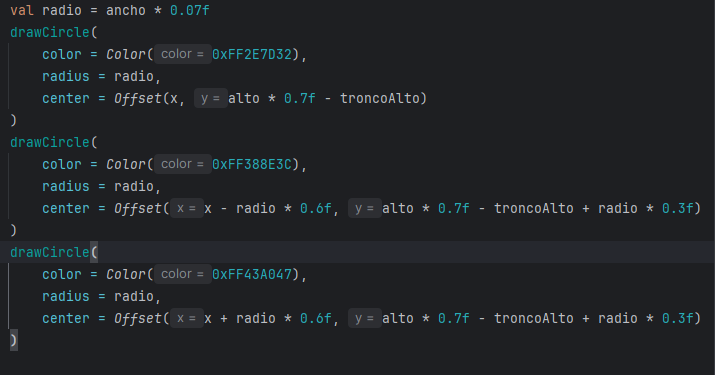 val radio = ancho * 0.07f
drawCircle(
    color = Color( color = 0xFF2E7D32),
    radius = radio,
    center = Offset(x, y = alto * 0.7f - troncoAlto)
)
drawCircle(
    color = Color( color = 0xFF388E3C),
    radius = radio,
    center = Offset( x = x - radio * 0.6f, y = alto * 0.7f - troncoAlto + radio * 0.3f)
)
drawCircle(
    color = Color( color = 0xFF43A047),
    radius = radio,
    center = Offset( x = x + radio * 0.6f, y = alto * 0.7f - troncoAlto + radio * 0.3f)
)